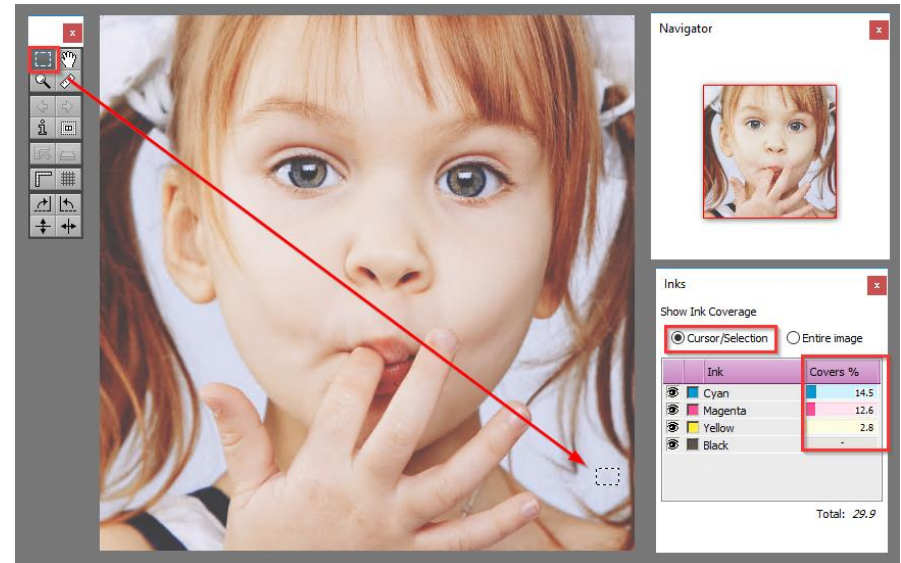 x
Navigator
x
Inks
x
Show Ink Coverage
Cursor/Selection
Entire image
Ink
Covers %
Cyan
14.5
Magenta
12.6
Yellow
2.8
Black
-
Total: 29.9